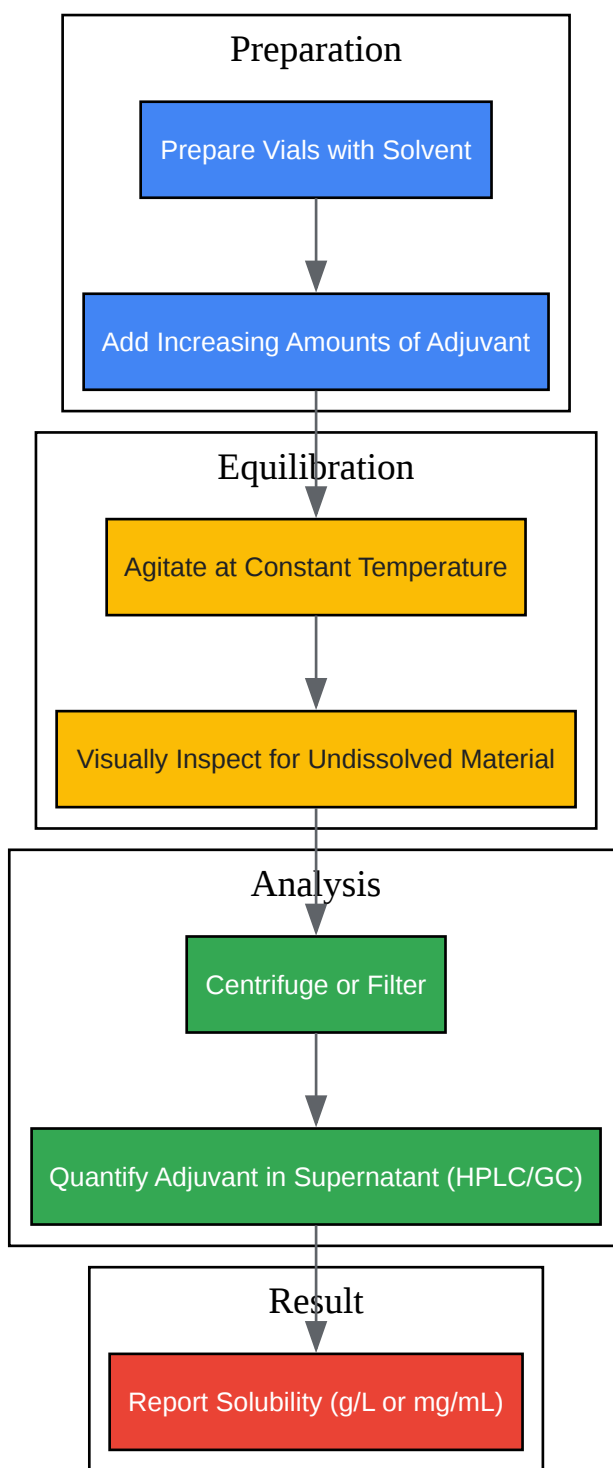 Preparation
Prepare Vials with Solvent
Add Increasing Amounts of Adjuvant
Equilibration
Agitate at Constant Temperature
Visually Inspect for Undissolved Material
Analysis
Centrifuge or Filter
Quantify Adjuvant in Supernatant (HPLC/GC)
Result
Report Solubility (g/L or mg/mL)